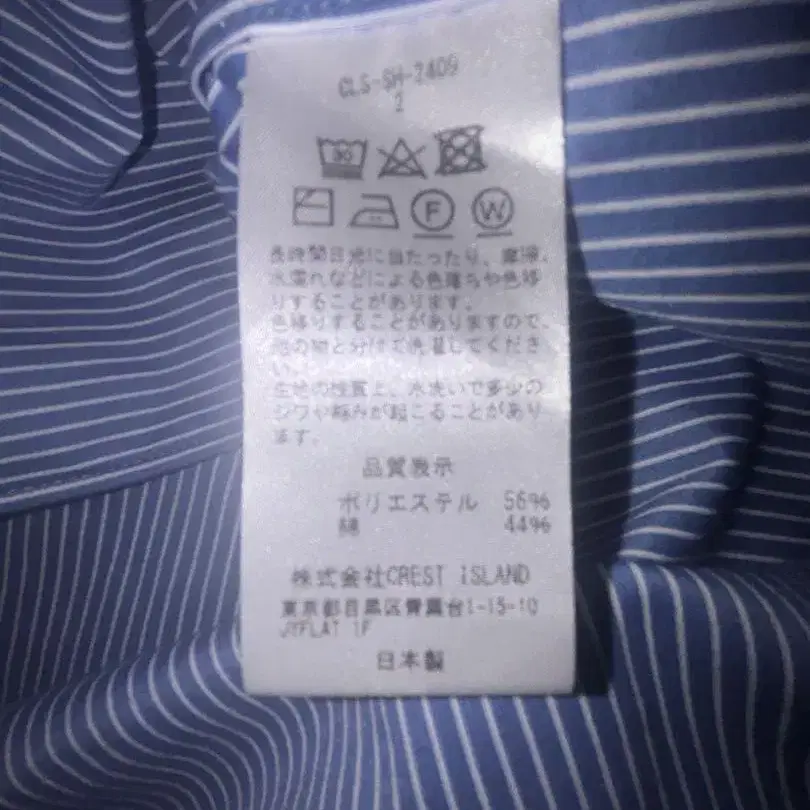 CLS-SH-2409
2
30
F W
長時間日光に当たったり、摩擦、
水濡れなどによる色落ちや色移
りすることがあります。
色移りすることがありますので、
他の物と分けて洗濯してくださ
い。
生地の性質上、水洗いで多少の
シワや縮みが起こることがあり
ます。
品質表示
ポリエステル 56%
綿 44%
株式会社CREST ISLAND
東京都目黒区青葉台1-15-10
JYFLAT 1F
日本製